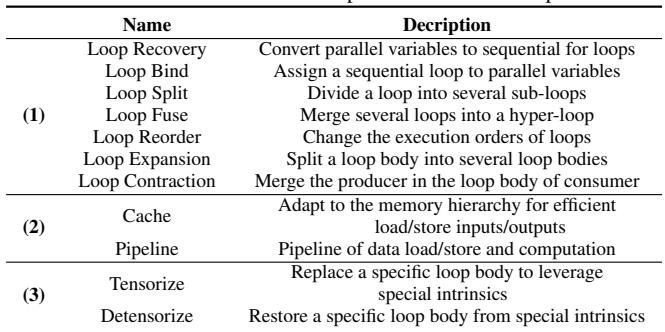 Name Decription
Loop Recovery Convert parallel variables to sequential for loops
Loop Bind Assign a sequential loop to parallel variables
Loop Split Divide a loop into several sub-loops
(1) Loop Fuse Merge several loops into a hyper-loop
Loop Reorder Change the execution orders of loops
Loop Expansion Split a loop body into several loop bodies
Loop Contraction Merge the producer in the loop body of consumer
(2) Cache Adapt to the memory hierarchy for efficient
load/store inputs/outputs
Pipeline Pipeline of data load/store and computation
(3) Tensorize Replace a specific loop body to leverage
special intrinsics
Detensorize Restore a specific loop body from special intrinsics